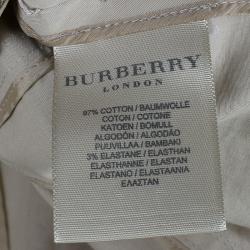 BURBERRY
LONDON
97% COTTON / BAUMWOLLE
COTON / COTONE
KATOEN / BOMULL
ALGODÓN / ALGODÃO
PUUVILLAA / BAMBAKI
3% ELASTANE / ELASTHAN
ELASTHANNE / ELASTAN
ELASTANO / ELASTAANIA
ΕΛΑΣΤΑΝ